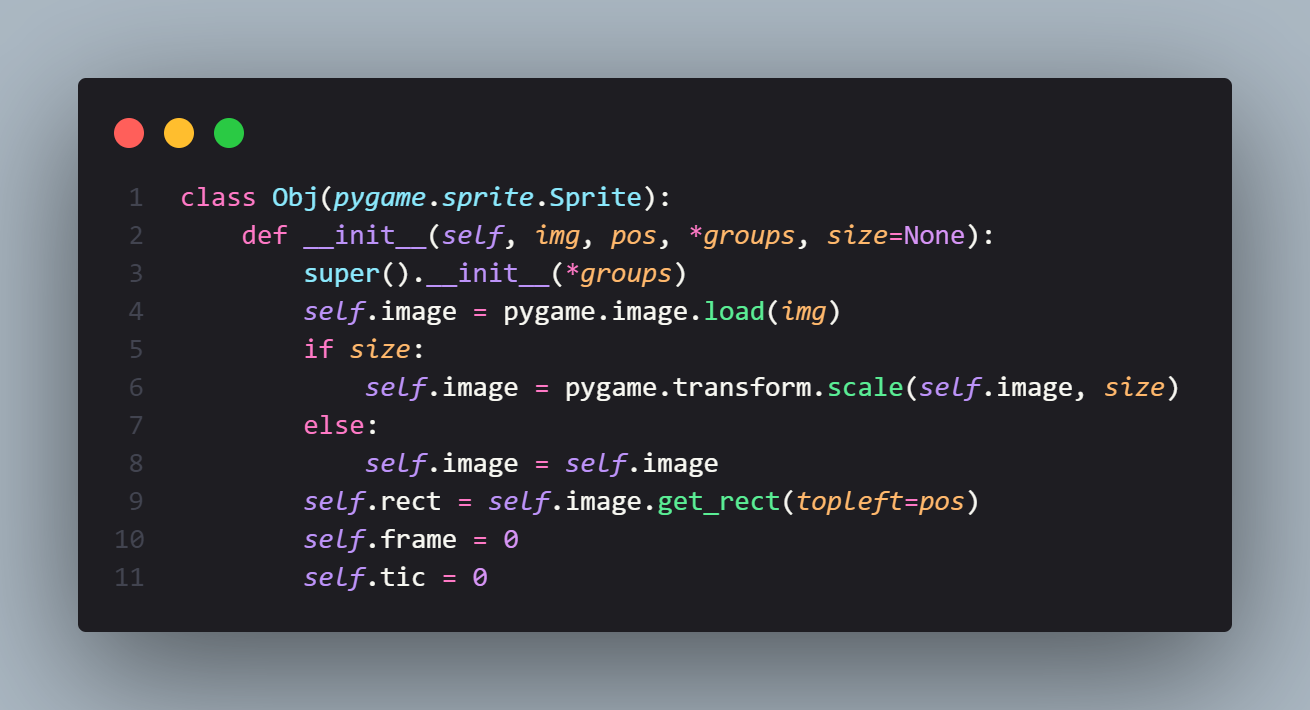 1 class Obj(pygame.sprite.Sprite):
2     def __init__(self, img, pos, *groups, size=None):
3         super().__init__(*groups)
4         self.image = pygame.image.load(img)
5         if size:
6             self.image = pygame.transform.scale(self.image, size)
7         else:
8             self.image = self.image
9         self.rect = self.image.get_rect(topleft=pos)
10         self.frame = 0
11         self.tic = 0